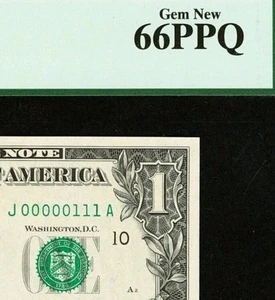 Gem New
66PPQ
NOTE
AMERICA
1
J 00000111 A
WASHINGTON, D.C.
10
A2